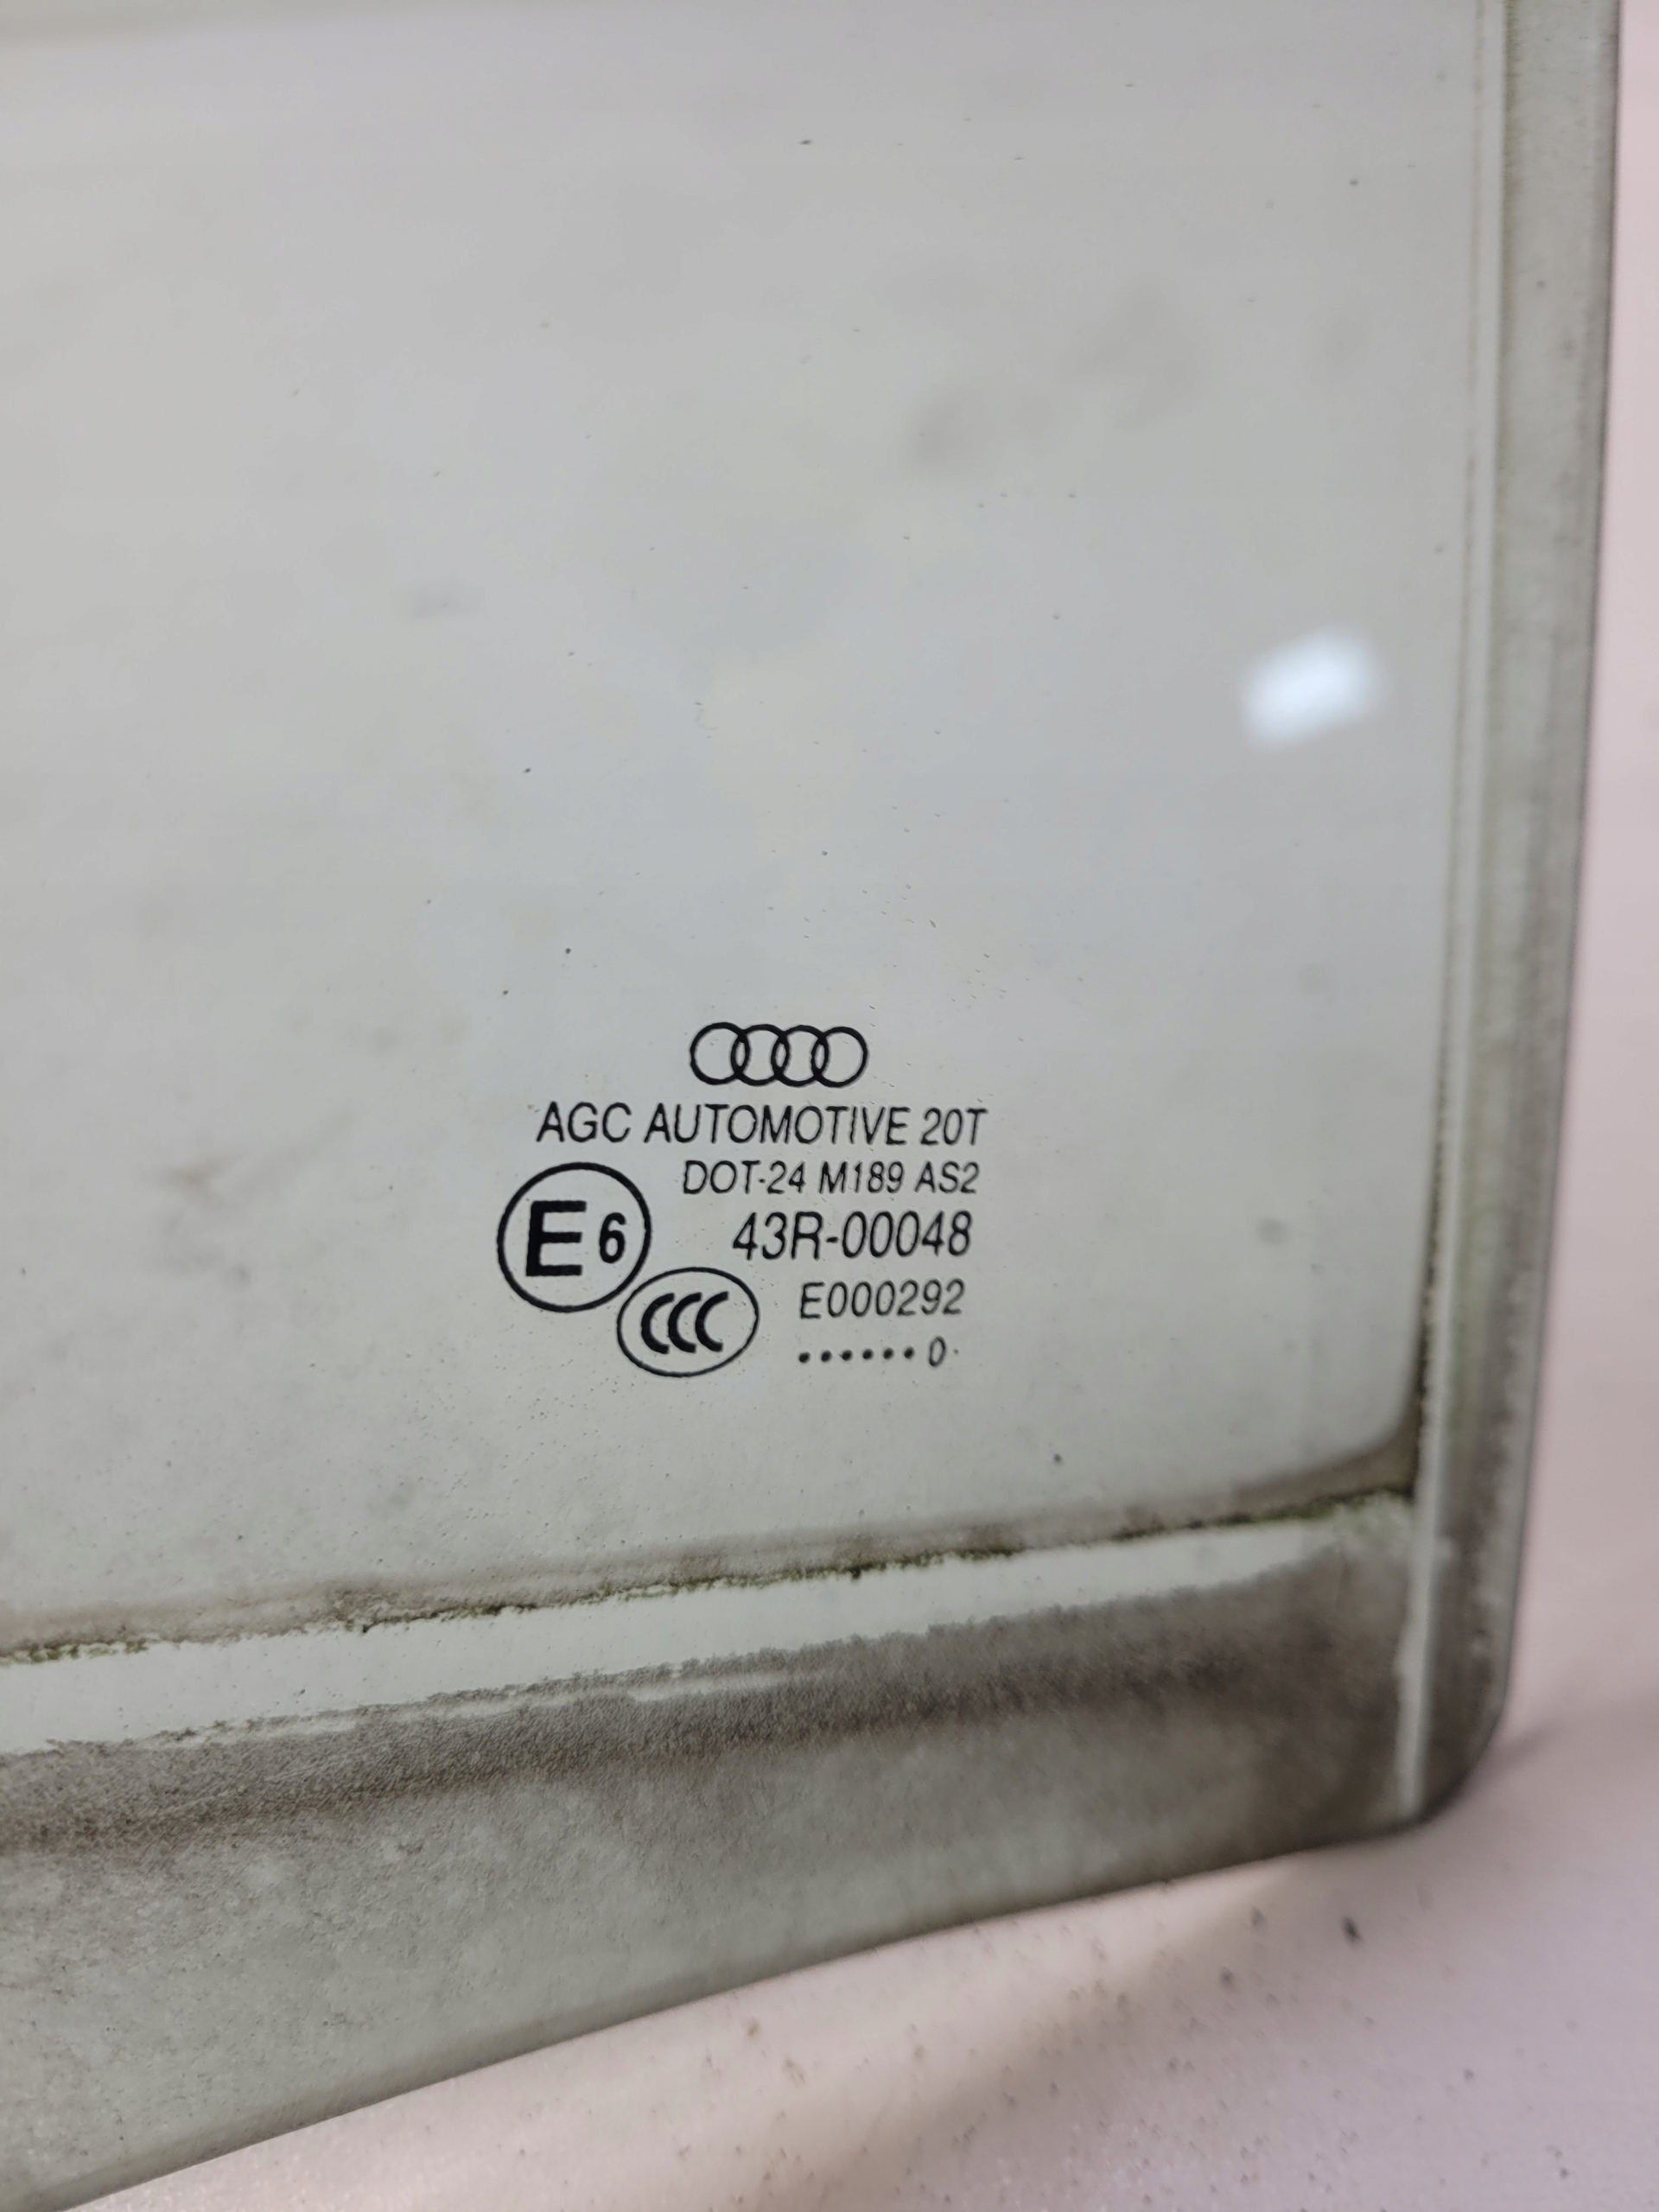 AGC AUTOMOTIVE 20T
DOT-24 M189 AS2
E6 43R-00048
CCC E000292
......0.